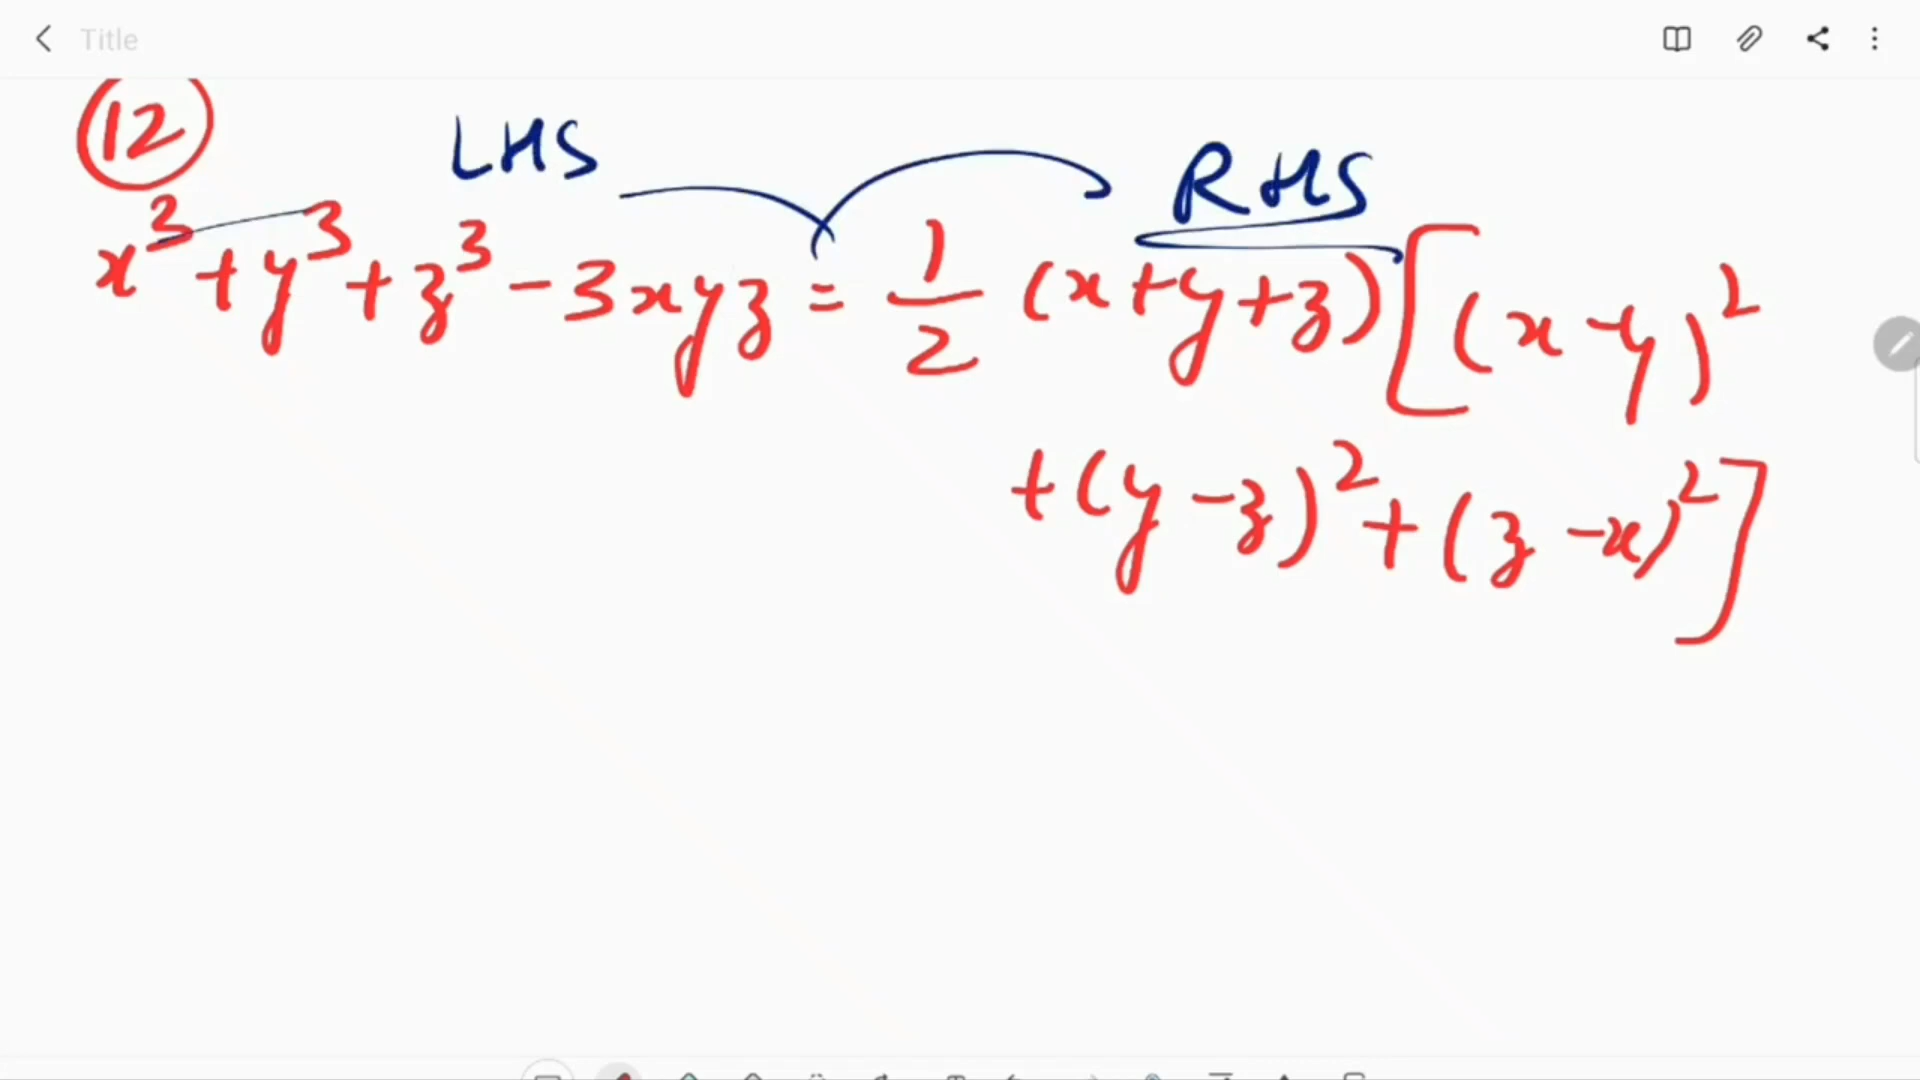 Title
12
LHS
RHS
x³ + y³ + z³ - 3xyz = 1/2 (x+y+z) [(x-y)²
+ (y-z)² + (z-x)²]